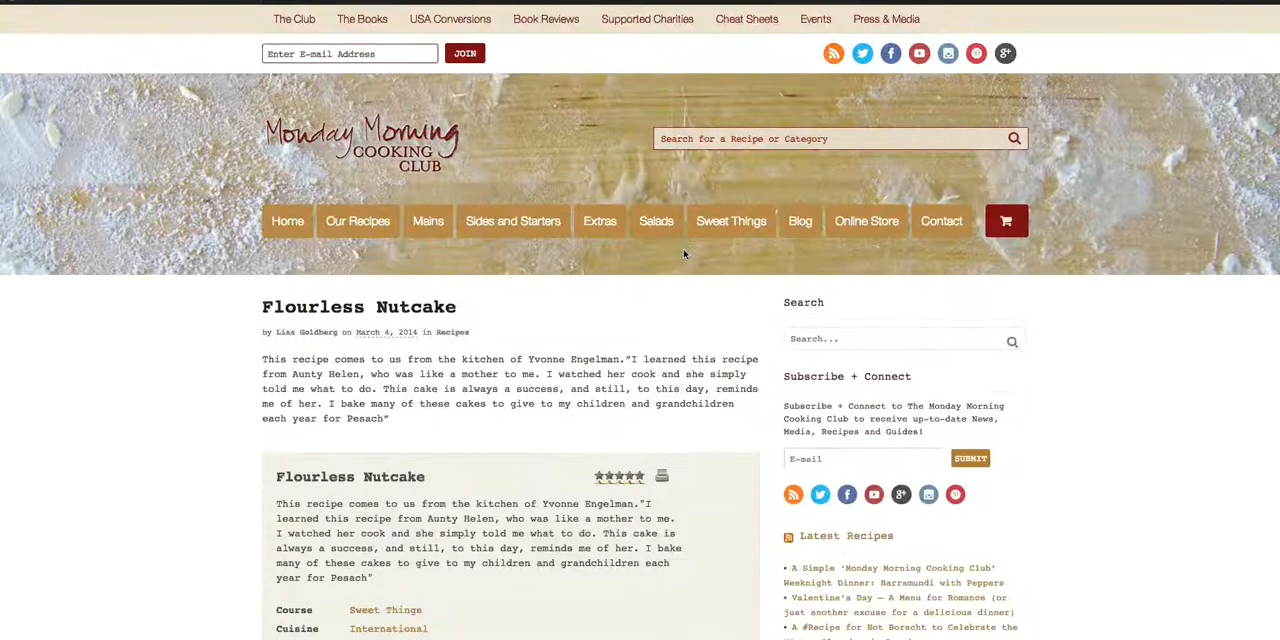 The Club The Books USA Conversions Book Reviews Supported Charities Cheat Sheets Events Press & Media
Enter E-mail Address JOIN
Monday Morning
COOKING
CLUB
Search for a Recipe or Category
Home Our Recipes Mains Sides and Starters Extras Salads Sweet Things Blog Online Store Contact
Flourless Nutcake
by Lisa Goldberg on March 4, 2014 in Recipes
This recipe comes to us from the kitchen of Yvonne Engelman."I learned this recipe
from Aunty Helen, who was like a mother to me. I watched her cook and she simply
told me what to do. This cake is always a success, and still, to this day, reminds
me of her. I bake many of these cakes to give to my children and grandchildren
each year for Pesach"
Flourless Nutcake
This recipe comes to us from the kitchen of Yvonne Engelman."I
learned this recipe from Aunty Helen, who was like a mother to me.
I watched her cook and she simply told me what to do. This cake is
always a success, and still, to this day, reminds me of her. I bake
many of these cakes to give to my children and grandchildren each
year for Pesach"
Course Sweet Things
Cuisine International
Search
Search...
Subscribe + Connect
Subscribe + Connect to The Monday Morning
Cooking Club to receive up-to-date News,
Media, Recipes and Guides!
E-mail SUBMIT
Latest Recipes
• A Simple 'Monday Morning Cooking Club'
Weeknight Dinner: Barramundi with Peppers
• Valentine's Day – A Menu for Romance (or
just another excuse for a delicious dinner)
• A #Recipe for Hot Borscht to Celebrate the